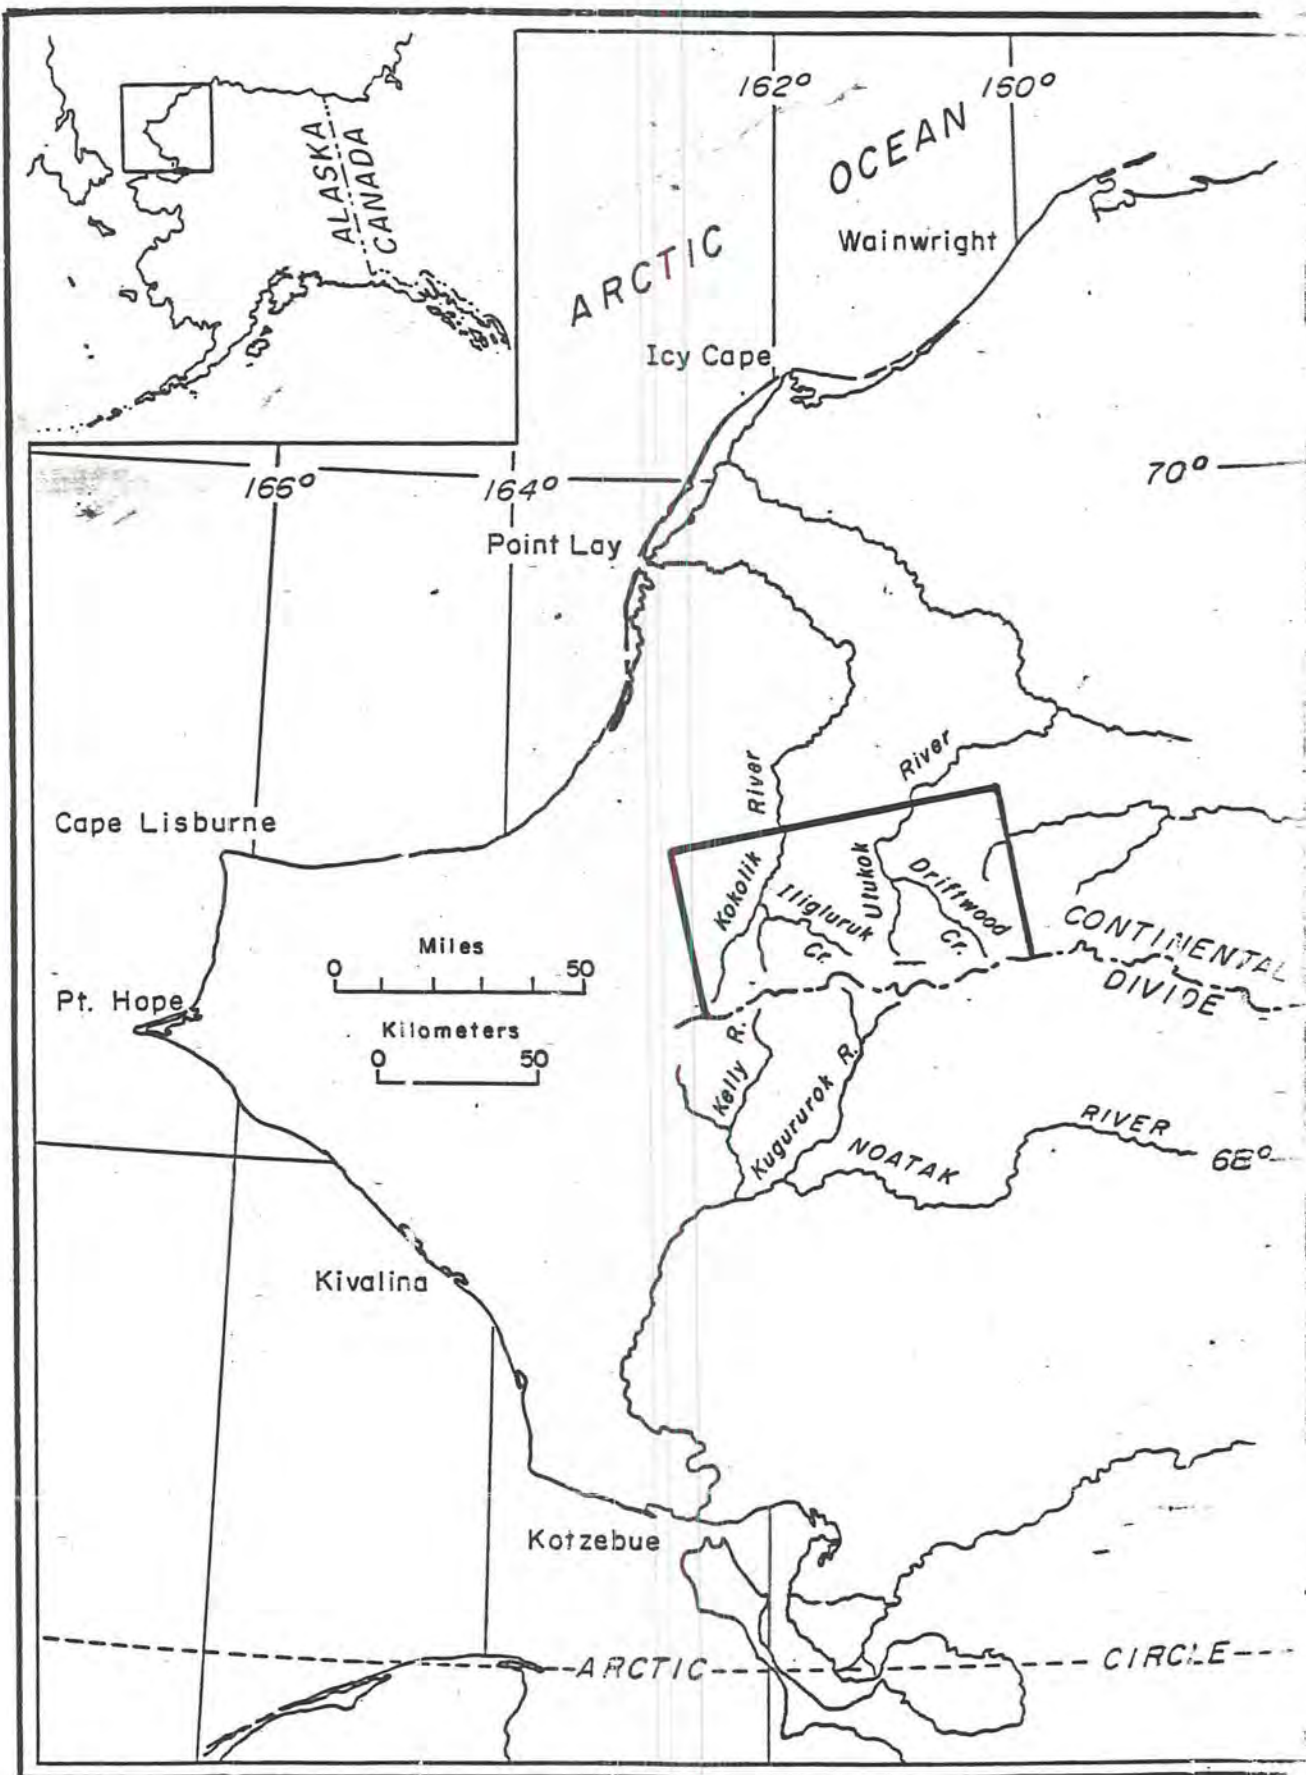 ALASKA
CANADA
162°
160°
ARCTIC
OCEAN
Wainwright
Icy Cape
166°
164°
70°
Point Lay
Cape Lisburne
River
River
Kokolik
Iligluruk
Cr.
Utukok
Driftwood
Cr.
CONTINENTAL
DIVIDE
Miles
0 50
Kilometers
0 50
Pt. Hope
Kelly R.
Kugururok R.
NOATAK
RIVER
68°
Kivalina
Kotzebue
ARCTIC
CIRCLE